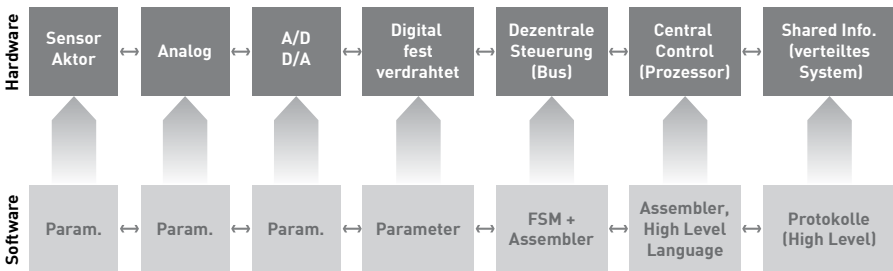 Hardware
Sensor
Aktor
Analog
A/D
D/A
Digital
fest
verdrahtet
Dezentrale
Steuerung
(Bus)
Central
Control
(Prozessor)
Shared Info.
(verteiltes
System)
Software
Param.
Param.
Param.
Parameter
FSM +
Assembler
Assembler,
High Level
Language
Protokolle
(High Level)